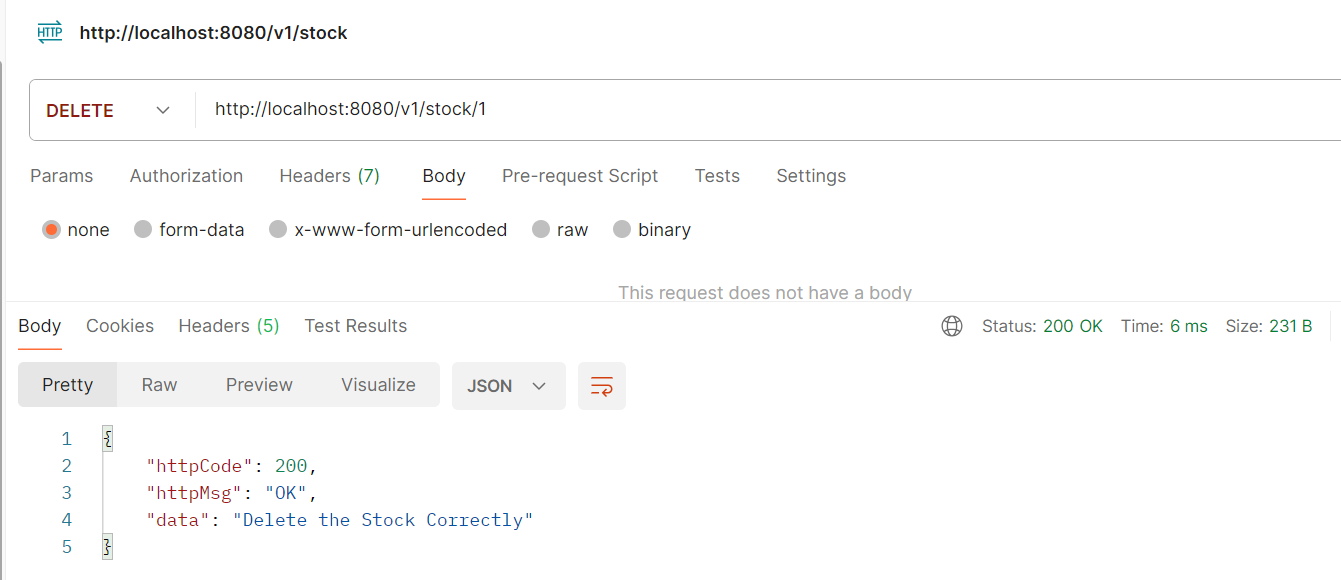 HTTP http://localhost:8080/v1/stock
DELETE http://localhost:8080/v1/stock/1
Params Authorization Headers (7) Body Pre-request Script Tests Settings
none form-data x-www-form-urlencoded raw binary
This request does not have a body
Body Cookies Headers (5) Test Results Status: 200 OK Time: 6 ms Size: 231 B
Pretty Raw Preview Visualize JSON
1 {
2 "httpCode": 200,
3 "httpMsg": "OK",
4 "data": "Delete the Stock Correctly"
5 }